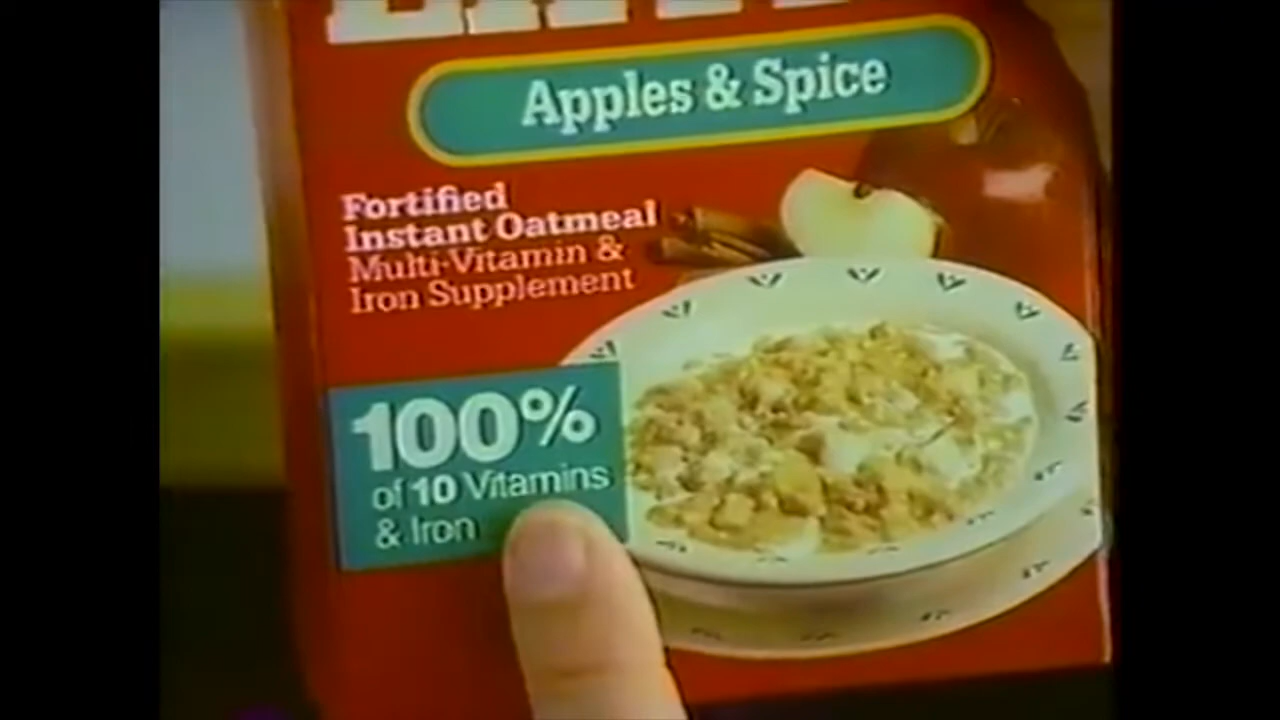 Apples & Spice
Fortified
Instant Oatmeal
Multi-Vitamin &
Iron Supplement
100%
of 10 Vitamins
& Iron